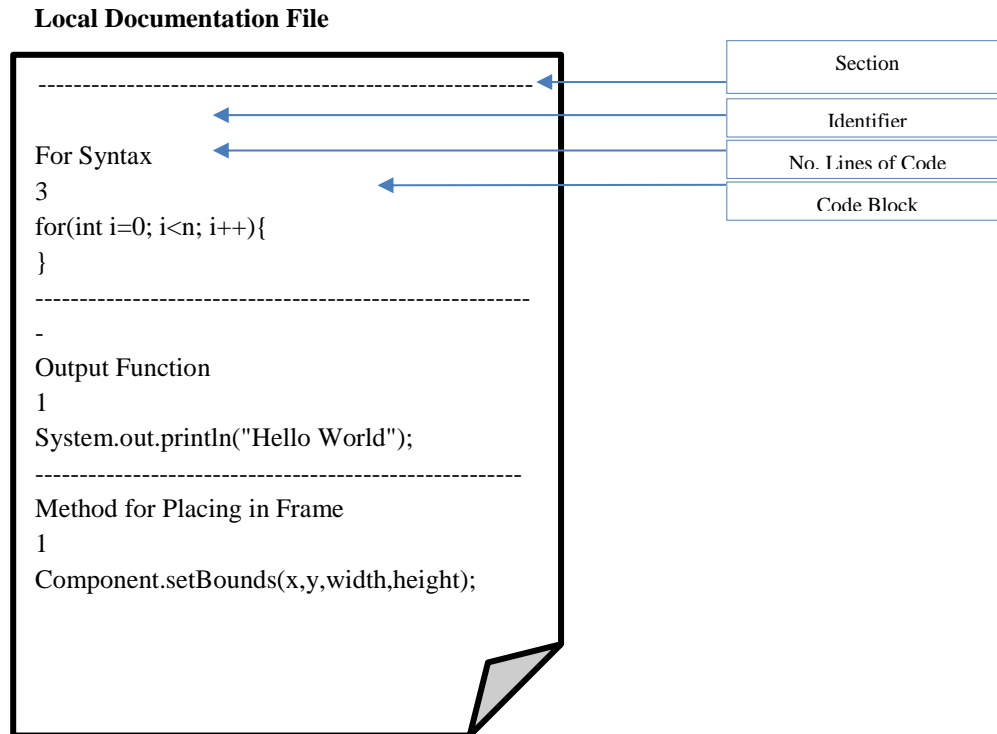 Local Documentation File
-------------------------------------------------------
Section
Identifier
For Syntax
No. Lines of Code
3
Code Block
for(int i=0; i<n; i++){
}
-------------------------------------------------------
-
Output Function
1
System.out.println("Hello World");
------------------------------------------------------
Method for Placing in Frame
1
Component.setBounds(x,y,width,height);